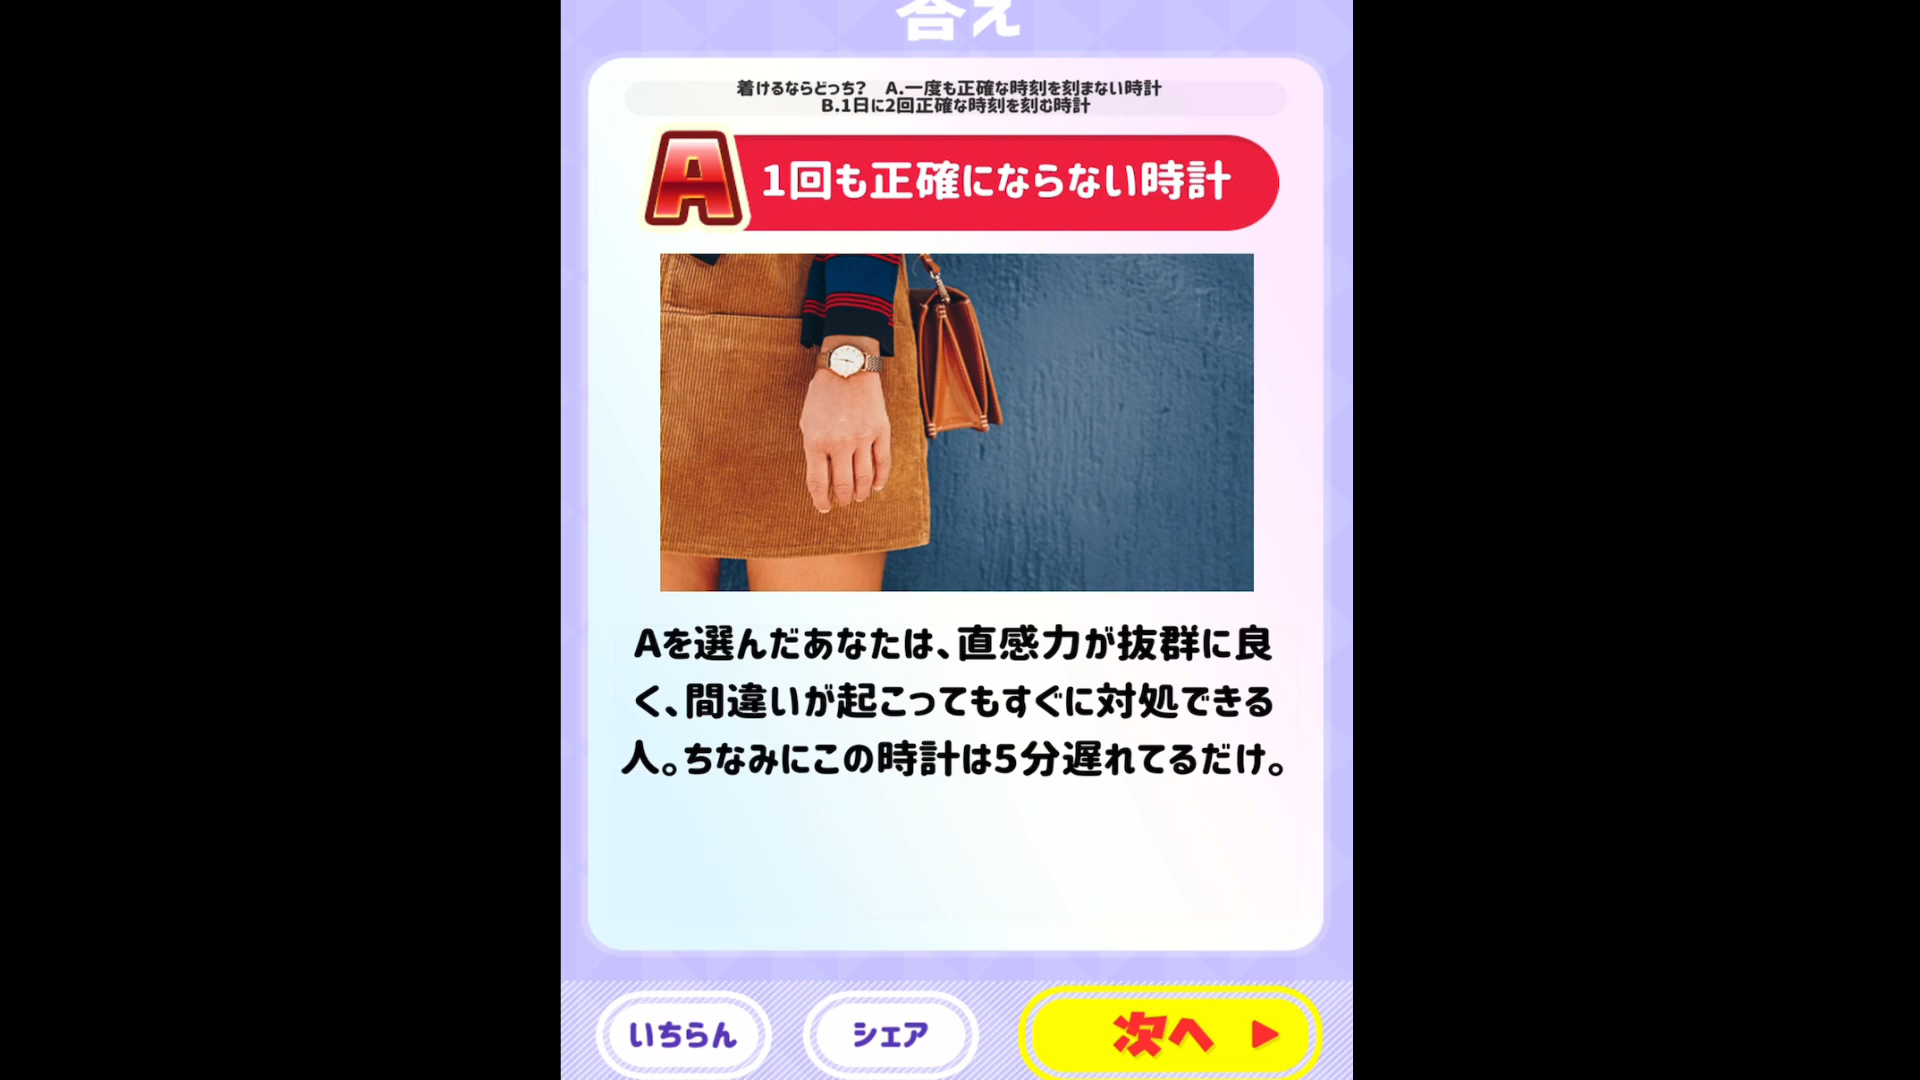 答え
着けるならどっち？　A.一度も正確な時刻を刻まない時計
B.1日に2回正確な時刻を刻む時計
A 1回も正確にならない時計
Aを選んだあなたは、直感力が抜群に良
く、間違いが起こってもすぐに対処できる
人。ちなみにこの時計は5分遅れてるだけ。
いちらん
シェア
次へ ▶